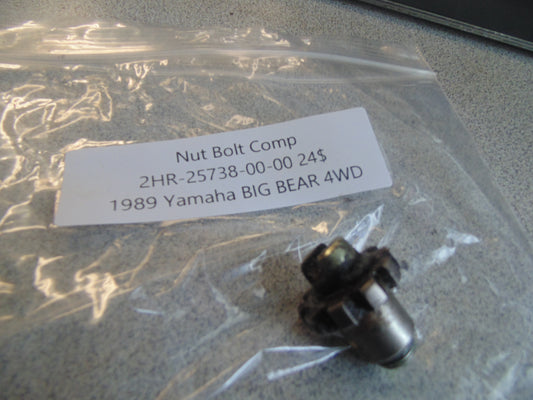 Nut Bolt Comp
2HR-25738-00-00 24$
1989 Yamaha BIG BEAR 4WD